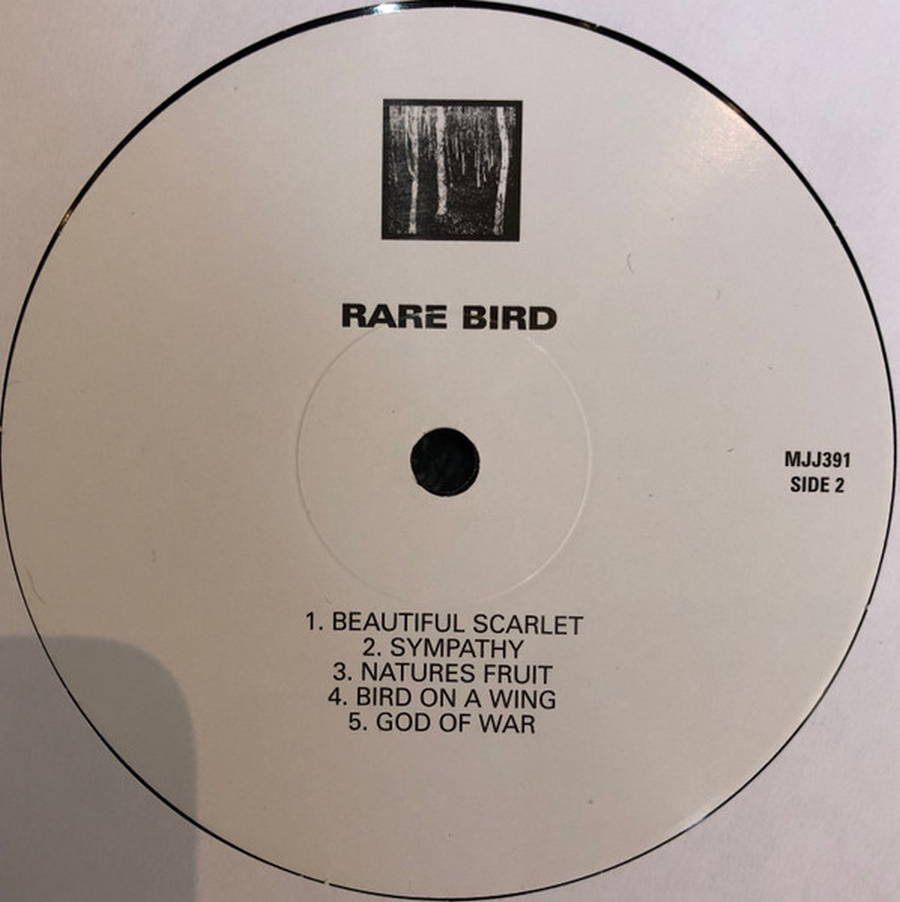 RARE BIRD
MJJ391
SIDE 2
1. BEAUTIFUL SCARLET
2. SYMPATHY
3. NATURES FRUIT
4. BIRD ON A WING
5. GOD OF WAR